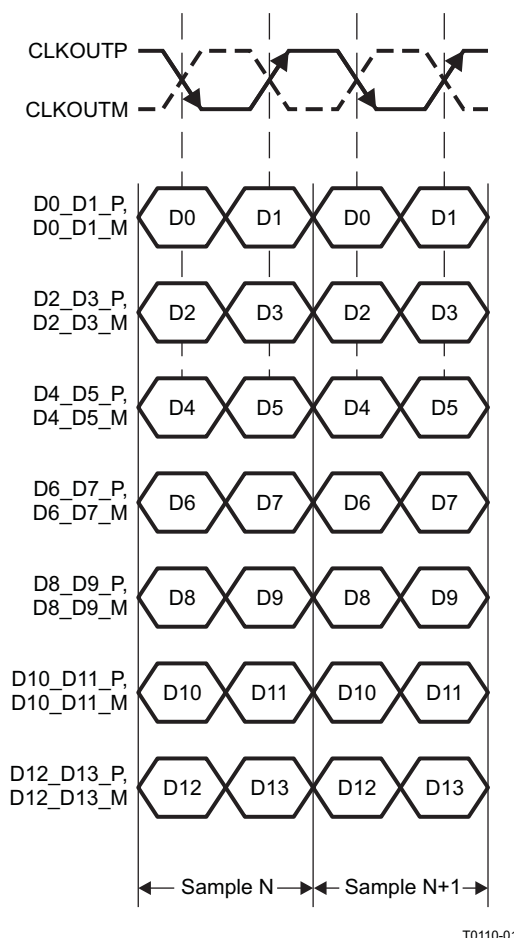 CLKOUTP
CLKOUTM
D0_D1_P,
D0_D1_M
D0 D1 D0 D1
D2_D3_P,
D2_D3_M
D2 D3 D2 D3
D4_D5_P,
D4_D5_M
D4 D5 D4 D5
D6_D7_P,
D6_D7_M
D6 D7 D6 D7
D8_D9_P,
D8_D9_M
D8 D9 D8 D9
D10_D11_P,
D10_D11_M
D10 D11 D10 D11
D12_D13_P,
D12_D13_M
D12 D13 D12 D13
Sample N Sample N+1
T0110-01